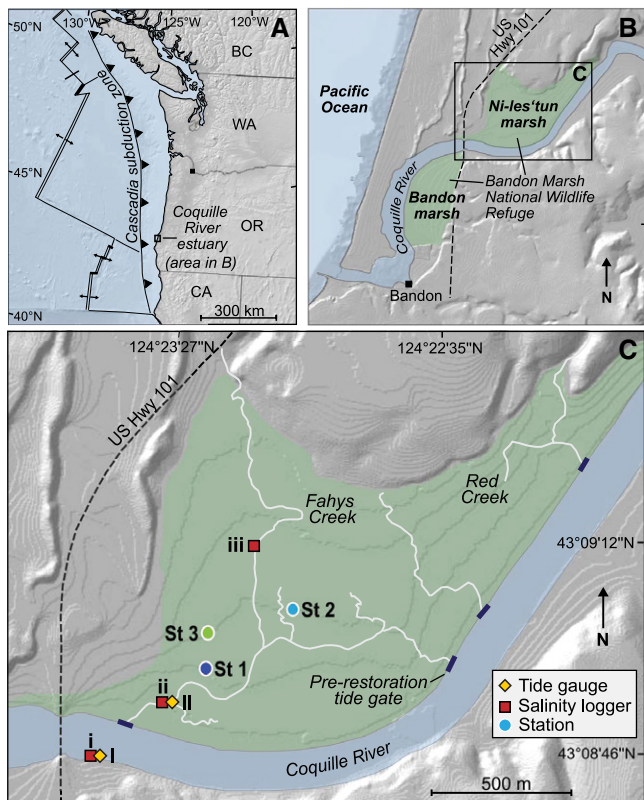 50°N
130°W
125°W
120°W
A
BC
WA
45°N
Cascadia subduction zone
Coquille
River
estuary
(area in B)
OR
CA
300 km
40°N
US
Hwy 101
B
C
Pacific
Ocean
Ni-les'tun
marsh
Coquille River
Bandon
marsh
Bandon Marsh
National Wildlife
Refuge
N
Bandon
124°23'27"N
124°22'35"N
C
US Hwy 101
Red
Creek
Fahys
Creek
iii
43°09'12"N
St 2
St 3
N
St 1
Pre-restoration
tide gate
ii
II
Tide gauge
Salinity logger
Station
i
I
Coquille River
43°08'46"N
500 m